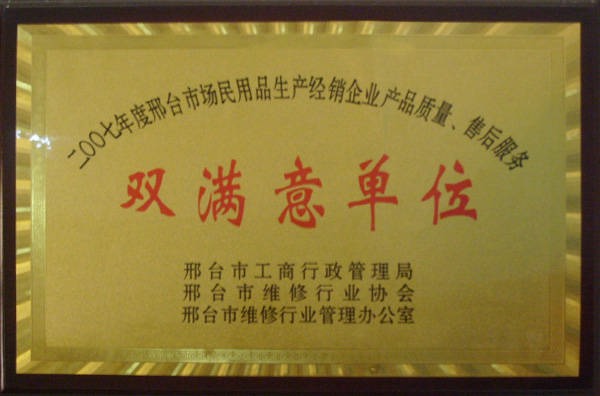 二〇〇七年度邢台市场民用品生产经销企业产品质量、售后服务
双满意单位
邢台市工商行政管理局
邢台市维修行业协会
邢台市维修行业管理办公室